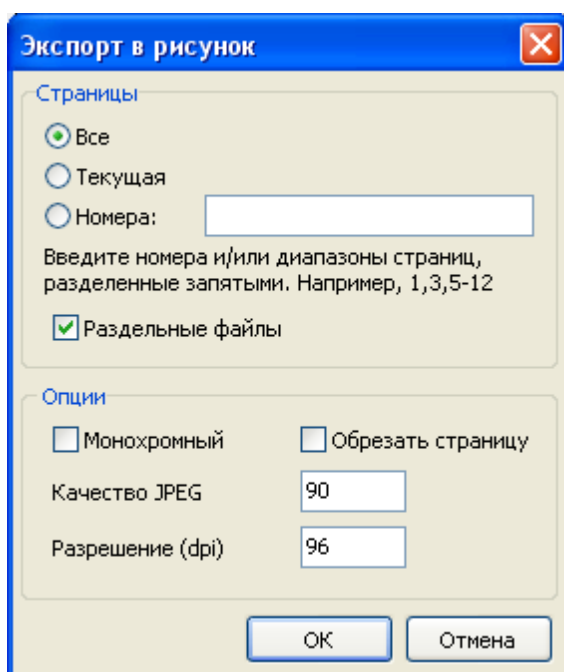 Экспорт в рисунок
Страницы
Все
Текущая
Номера:
Введите номера и/или диапазоны страниц,
разделенные запятыми. Например, 1,3,5-12
Раздельные файлы
Опции
Монохромный Обрезать страницу
Качество JPEG 90
Разрешение (dpi) 96
ОК Отмена